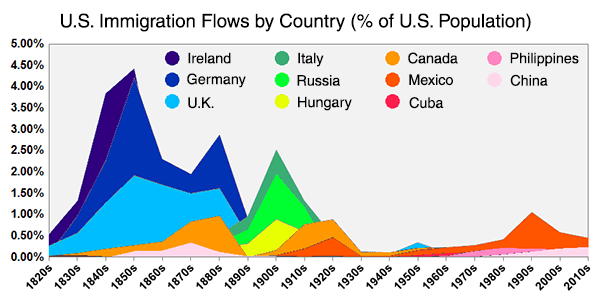 U.S. Immigration Flows by Country (% of U.S. Population)
5.00%
4.50%
4.00%
3.50%
3.00%
2.50%
2.00%
1.50%
1.00%
0.50%
0.00%
Ireland
Germany
U.K.
Italy
Russia
Hungary
Canada
Mexico
Cuba
Philippines
China
1820s
1830s
1840s
1850s
1860s
1870s
1880s
1890s
1900s
1910s
1920s
1930s
1940s
1950s
1960s
1970s
1980s
1990s
2000s
2010s